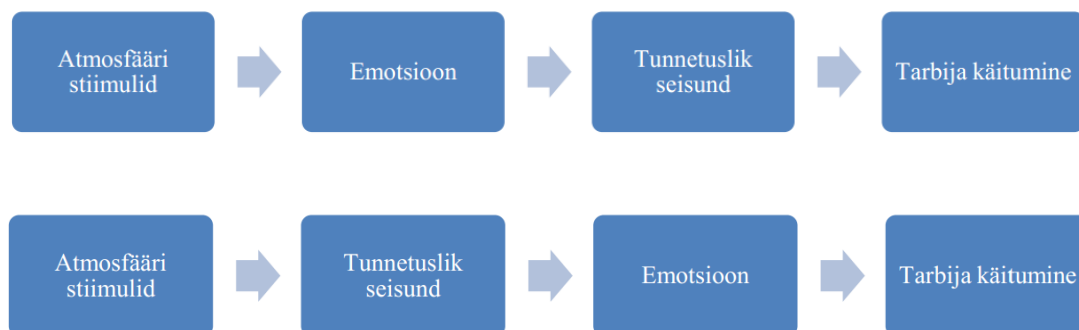 Atmosfääri
stiimulid
Emotsioon
Tunnetuslik
seisund
Tarbija käitumine
Atmosfääri
stiimulid
Tunnetuslik
seisund
Emotsioon
Tarbija käitumine